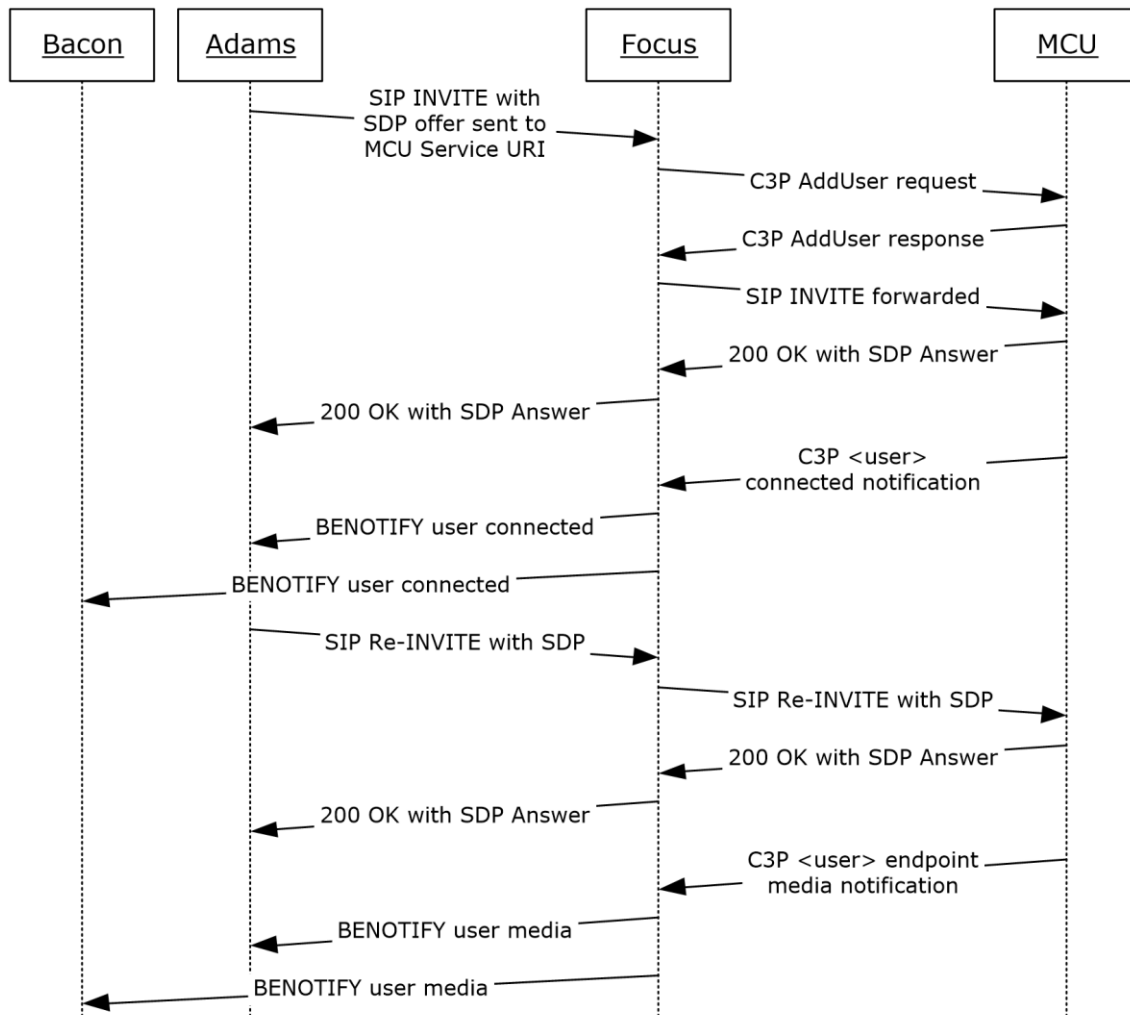 Bacon
Adams
Focus
MCU
SIP INVITE with
SDP offer sent to
MCU Service URI
C3P AddUser request
C3P AddUser response
SIP INVITE forwarded
200 OK with SDP Answer
200 OK with SDP Answer
C3P <user>
connected notification
BENOTIFY user connected
BENOTIFY user connected
SIP Re-INVITE with SDP
SIP Re-INVITE with SDP
200 OK with SDP Answer
200 OK with SDP Answer
C3P <user> endpoint
media notification
BENOTIFY user media
BENOTIFY user media